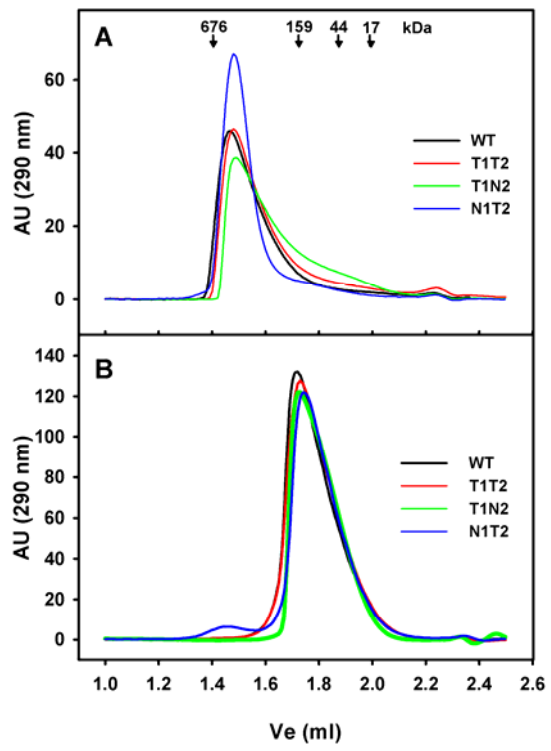 A
676 159 44 17 kDa
AU (290 nm)
60
40
20
0
WT
T1T2
T1N2
N1T2
B
AU (290 nm)
140
120
100
80
60
40
20
0
WT
T1T2
T1N2
N1T2
1.0 1.2 1.4 1.6 1.8 2.0 2.2 2.4 2.6
Ve (ml)